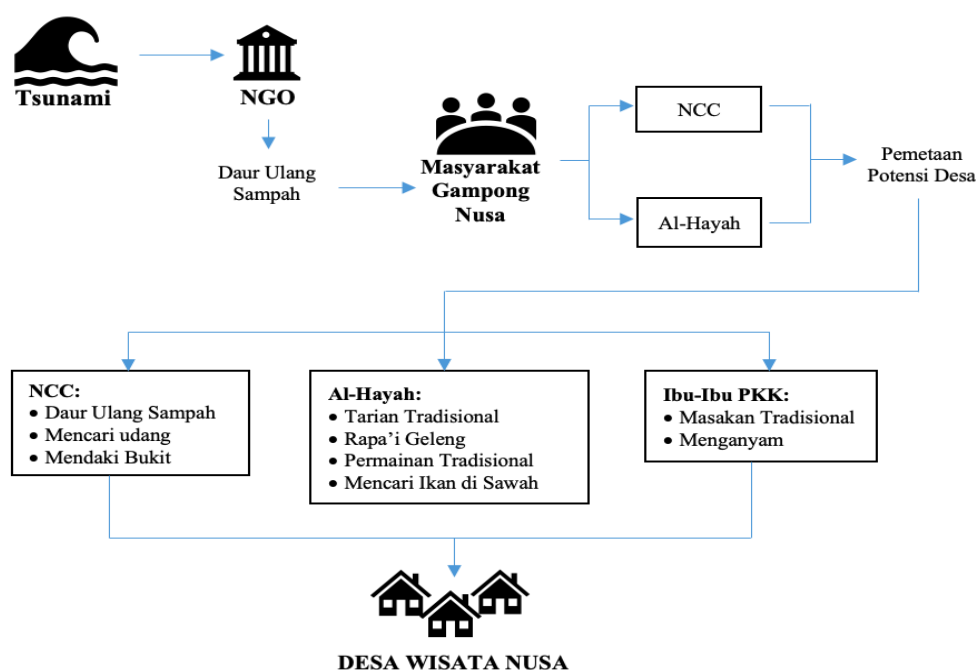 Tsunami
NGO
Daur Ulang
Sampah
Masyarakat
Gampong
Nusa
NCC
Al-Hayah
Pemetaan
Potensi Desa
NCC:
• Daur Ulang Sampah
• Mencari udang
• Mendaki Bukit
Al-Hayah:
• Tarian Tradisional
• Rapa’i Geleng
• Permainan Tradisional
• Mencari Ikan di Sawah
Ibu-Ibu PKK:
• Masakan Tradisional
• Menganyam
DESA WISATA NUSA